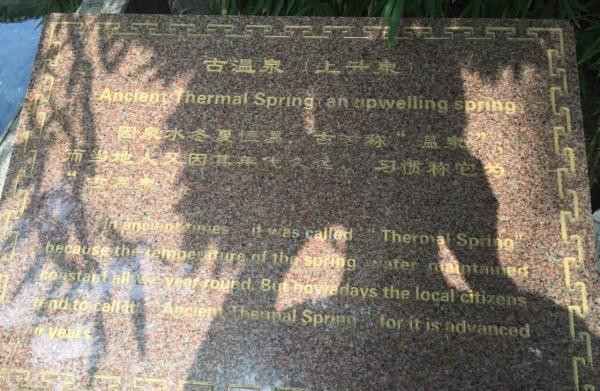 古温泉（上升泉）
Ancient Thermal Spring(an upwelling spring)
因泉水冬夏恒温，古时称“温泉”；
而当地人又因其年代久远，习惯称它为
“古温泉”
In ancient times it was called “Thermal Spring”
because the temperature of the spring water maintained
constant all the year round. But nowadays the local citizens
tend to call it “Ancient Thermal Spring” for it is advanced
in years